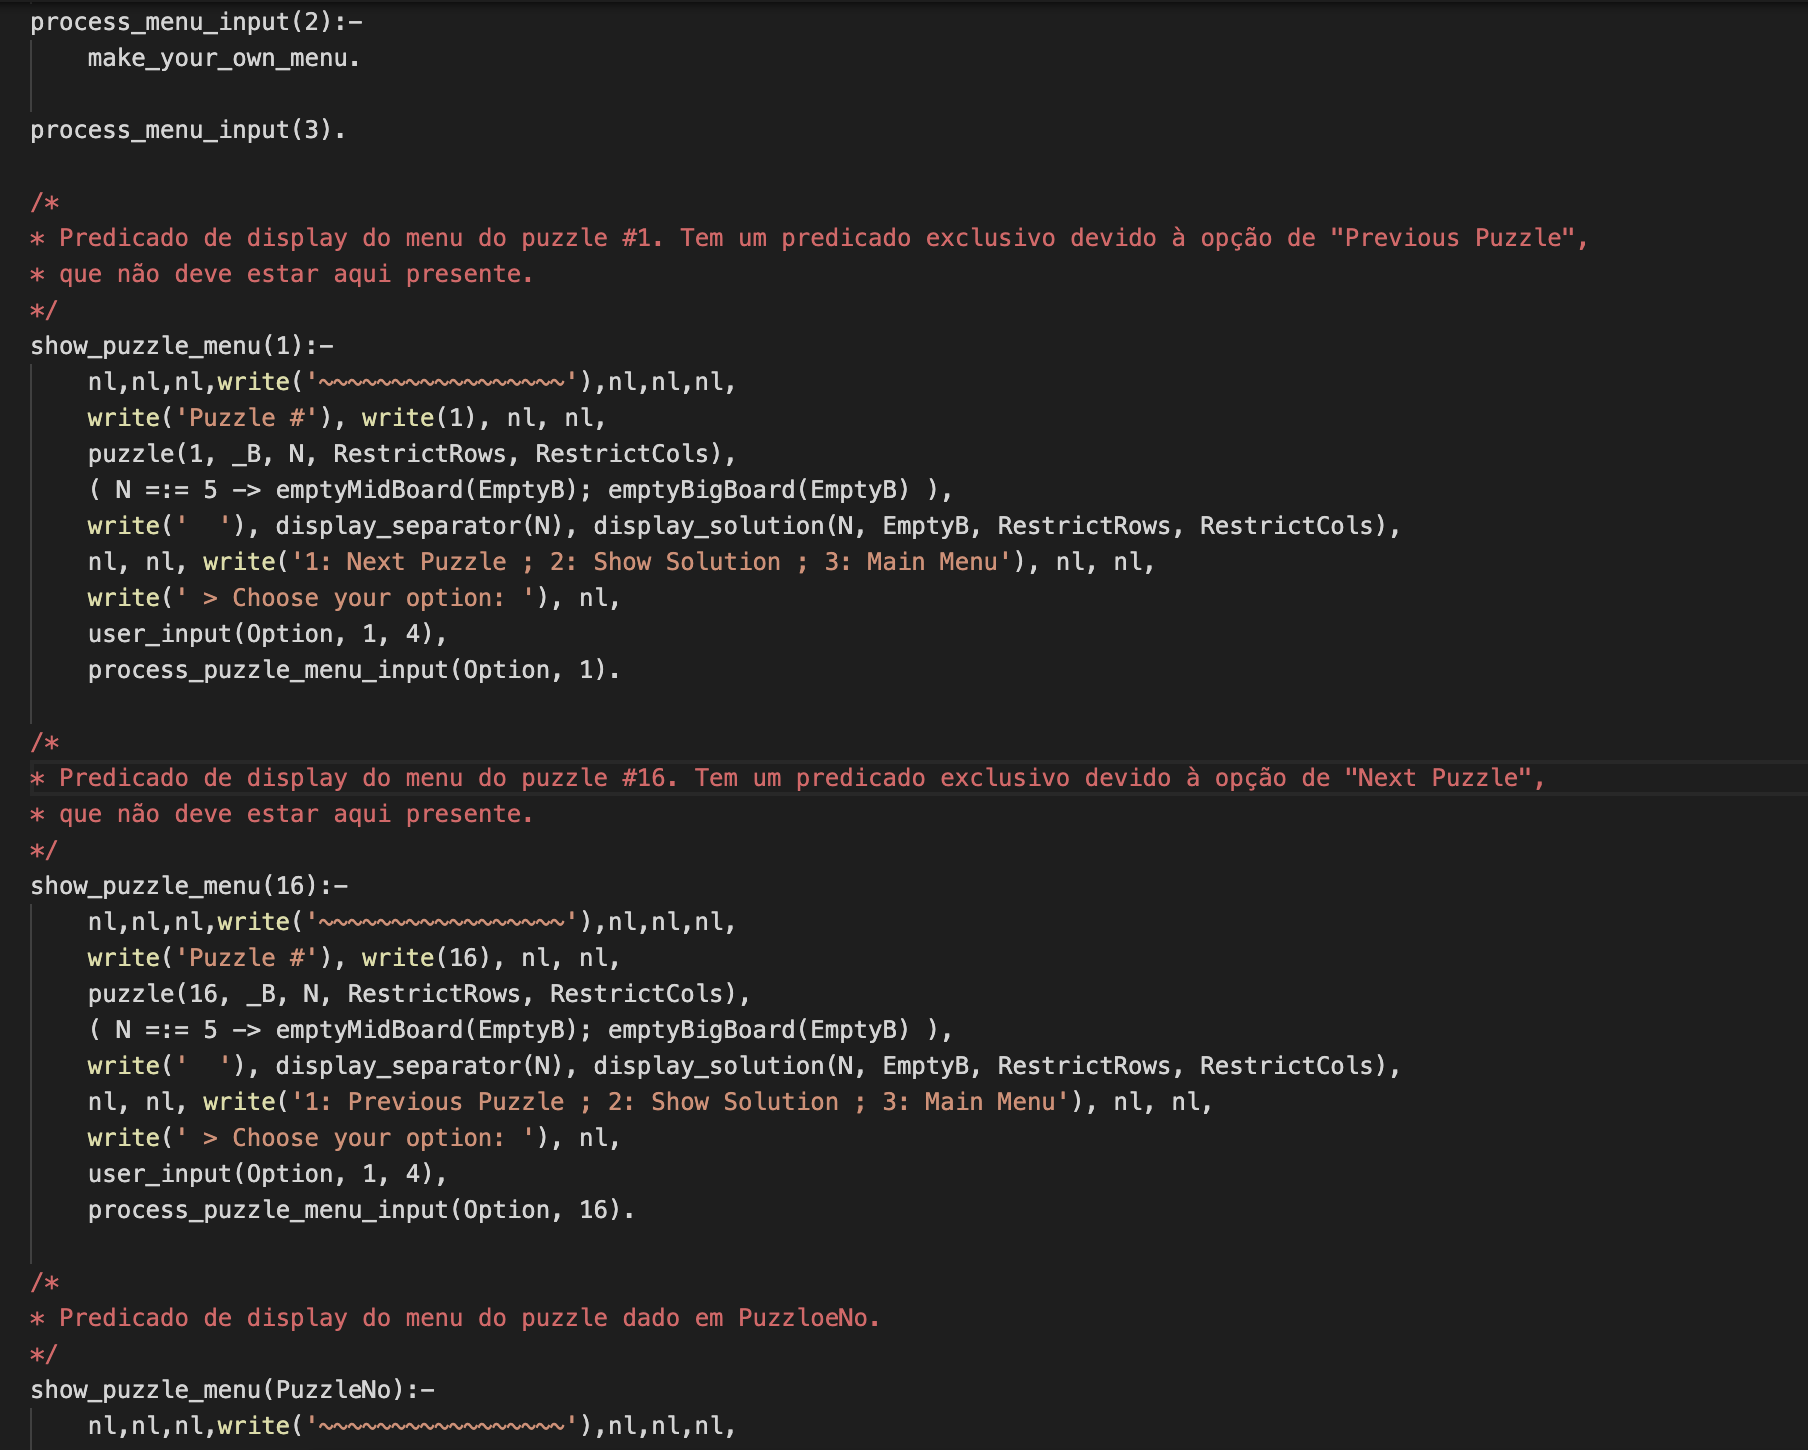 process_menu_input(2):-
    make_your_own_menu.

process_menu_input(3).

/*
* Predicado de display do menu do puzzle #1. Tem um predicado exclusivo devido à opção de "Previous Puzzle",
* que não deve estar aqui presente.
*/
show_puzzle_menu(1):-
    nl,nl,nl,write('~~~~~~~~~~~~~~~~~'),nl,nl,nl,
    write('Puzzle #'), write(1), nl, nl,
    puzzle(1, _B, N, RestrictRows, RestrictCols),
    ( N =:= 5 -> emptyMidBoard(EmptyB); emptyBigBoard(EmptyB) ),
    write('  '), display_separator(N), display_solution(N, EmptyB, RestrictRows, RestrictCols),
    nl, nl, write('1: Next Puzzle ; 2: Show Solution ; 3: Main Menu'), nl, nl,
    write(' > Choose your option: '), nl,
    user_input(Option, 1, 4),
    process_puzzle_menu_input(Option, 1).

/*
* Predicado de display do menu do puzzle #16. Tem um predicado exclusivo devido à opção de "Next Puzzle",
* que não deve estar aqui presente.
*/
show_puzzle_menu(16):-
    nl,nl,nl,write('~~~~~~~~~~~~~~~~~'),nl,nl,nl,
    write('Puzzle #'), write(16), nl, nl,
    puzzle(16, _B, N, RestrictRows, RestrictCols),
    ( N =:= 5 -> emptyMidBoard(EmptyB); emptyBigBoard(EmptyB) ),
    write('  '), display_separator(N), display_solution(N, EmptyB, RestrictRows, RestrictCols),
    nl, nl, write('1: Previous Puzzle ; 2: Show Solution ; 3: Main Menu'), nl, nl,
    write(' > Choose your option: '), nl,
    user_input(Option, 1, 4),
    process_puzzle_menu_input(Option, 16).

/*
* Predicado de display do menu do puzzle dado em PuzzloeNo.
*/
show_puzzle_menu(PuzzleNo):-
    nl,nl,nl,write('~~~~~~~~~~~~~~~~~'),nl,nl,nl,